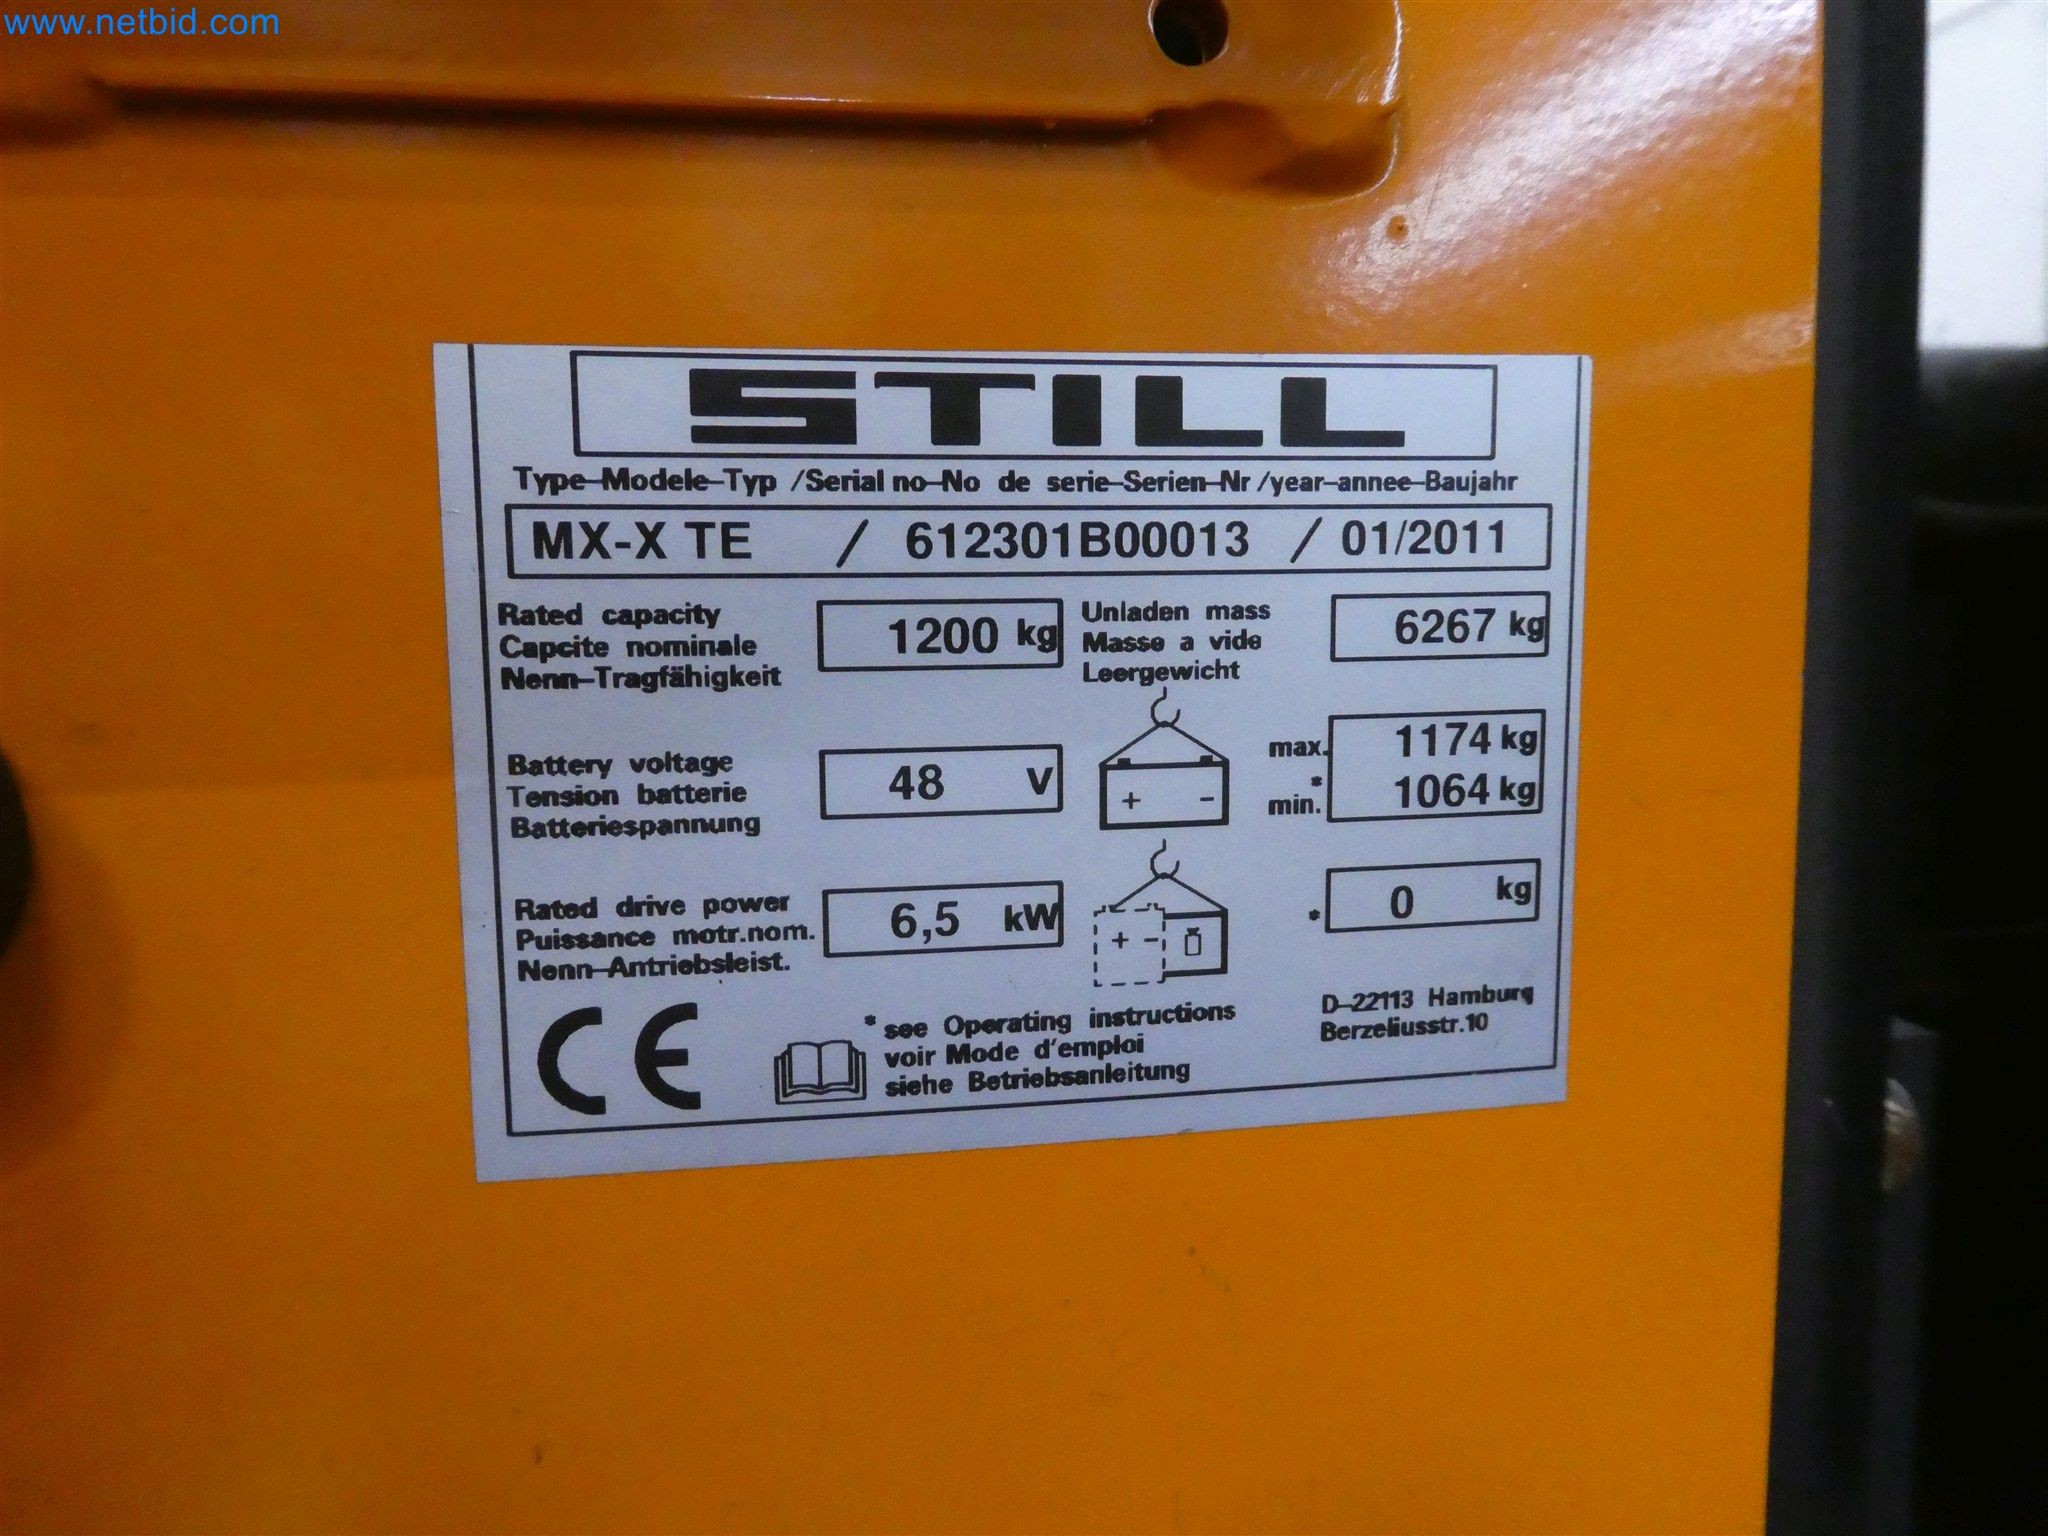 www.netbid.com
STILL
Type-Modele-Typ /Serial no-No de serie-Serien-Nr /year-annee-Baujahr
MX-X TE / 612301B00013 / 01/2011
Rated capacity
Capcite nominale
Nenn-Tragfähigkeit
1200 kg
Unladen mass
Masse a vide
Leergewicht
6267 kg
Battery voltage
Tension batterie
Batteriespannung
48 V
+ -
max. 1174 kg
min.* 1064 kg
Rated drive power
Puissance motr.nom.
Nenn-Antriebsleist.
6,5 kW
+ -
* 0 kg
CE
* see Operating instructions
voir Mode d'emploi
siehe Betriebsanleitung
D-22113 Hamburg
Berzeliusstr.10